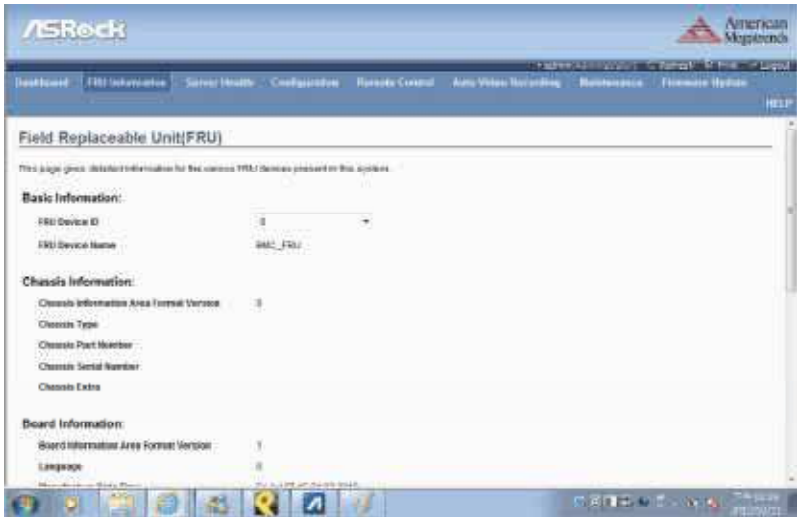 ASRock
American
Megatrends
Dashboard FRU Information Server Health Configuration Remote Control Auto Video Recording Maintenance Firmware Update
HELP
Field Replaceable Unit(FRU)
This page gives detailed information for the various FRU devices present in this system.
Basic Information:
FRU Device ID 0
FRU Device Name BMC_FRU
Chassis Information:
Chassis Information Area Format Version 0
Chassis Type
Chassis Part Number
Chassis Serial Number
Chassis Extra
Board Information:
Board Information Area Format Version 1
Language 0